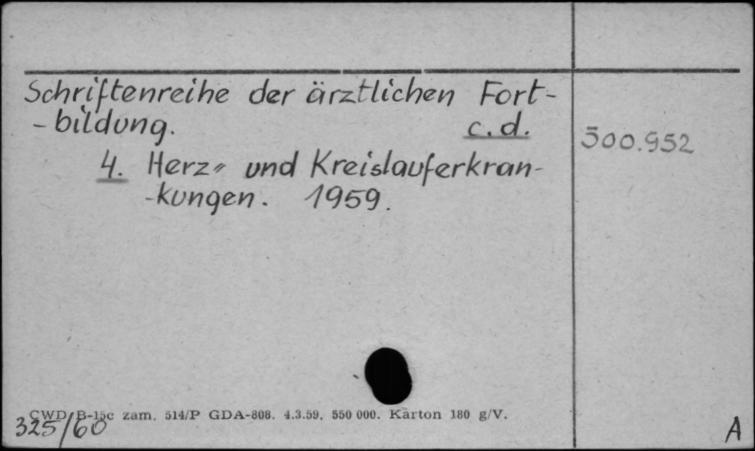 Schriftenreihe der ärztlichen Fort-
-bildung. c.d.
500.952
4. Herz= und Kreislauferkran-
-kungen. 1959.
CWD B-15c zam. 514/P GDA-808. 4.3.59. 550 000. Karton 180 g/V.
325/60
A